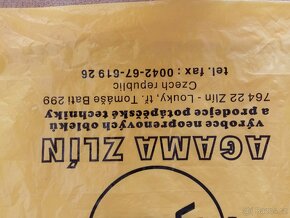 AGAMA ZLÍN
výrobce neoprenových obleků
a prodejce potápěčské techniky
764 22 Zlín - Louky, tř. Tomáše Bati 299
Czech republic
tel. fax : 0042-67-619 26